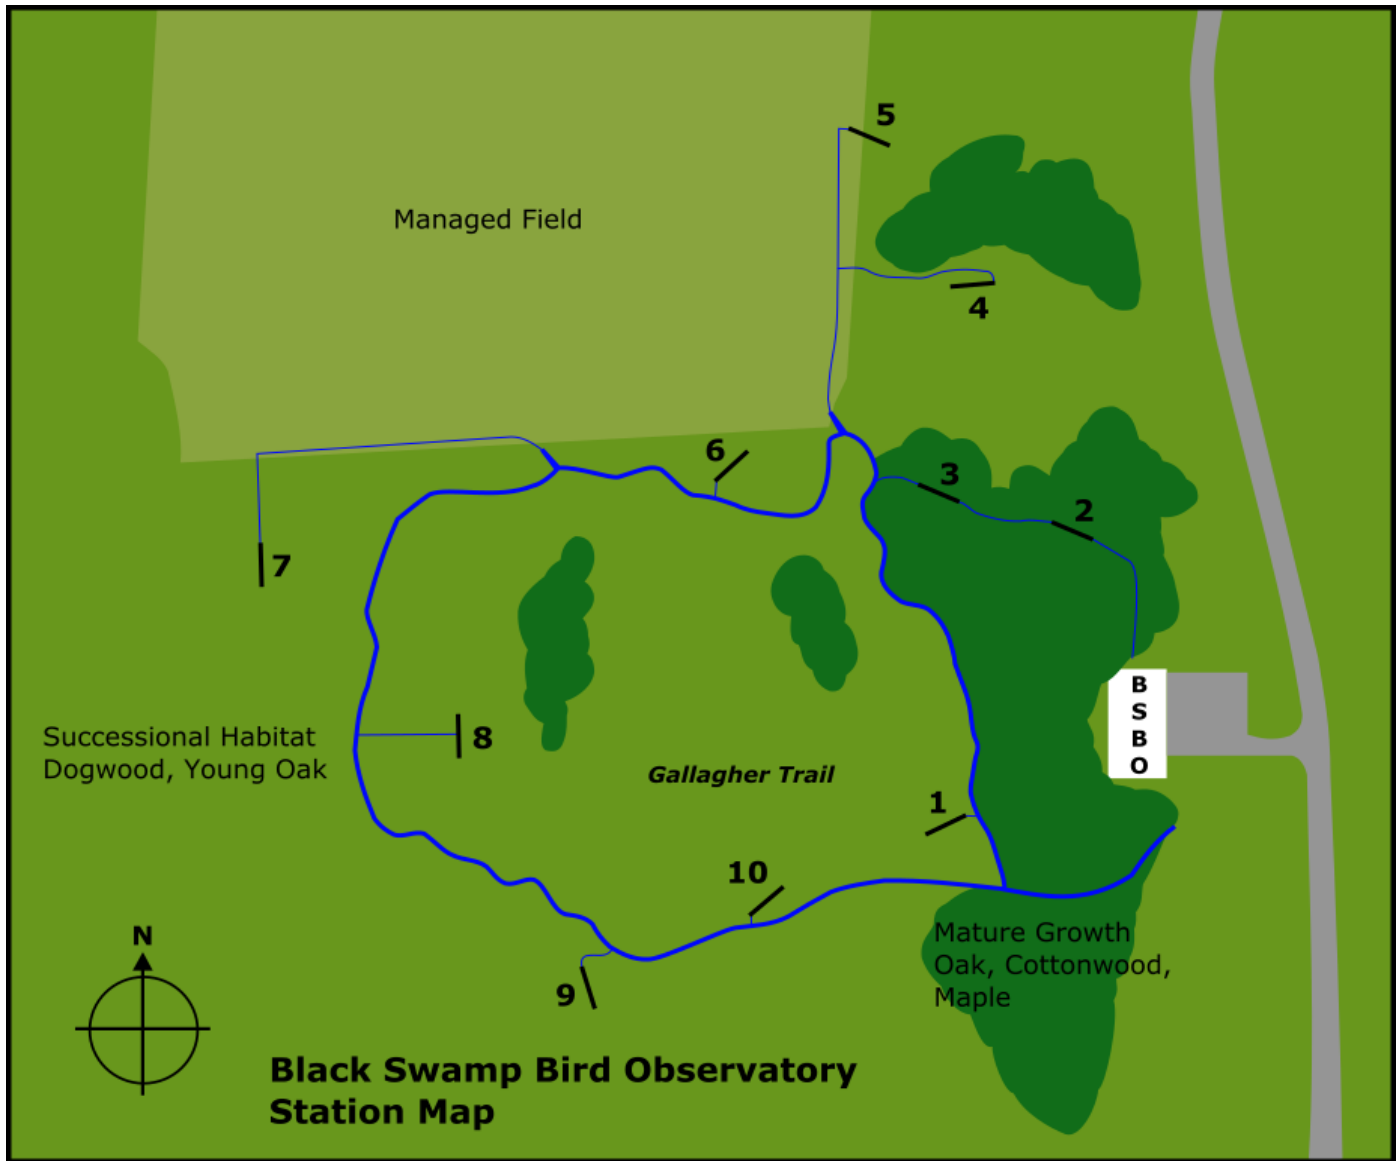 5
Managed Field
4
6
3
2
7
B
S
B
O
8
Successional Habitat
Dogwood, Young Oak
Gallagher Trail
1
10
N
Mature Growth
Oak, Cottonwood,
Maple
9
Black Swamp Bird Observatory
Station Map